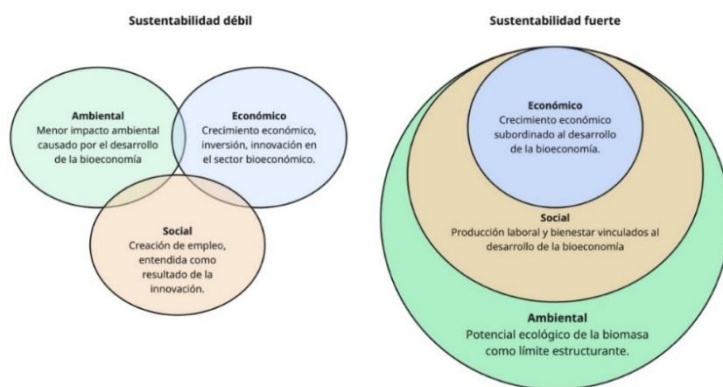 Sustentabilidad débil
Ambiental
Menor impacto ambiental
causado por el desarrollo
de la bioeconomía
Económico
Crecimiento económico,
inversión, innovación en
el sector bioeconómico.
Social
Creación de empleo,
entendida como
resultado de la
innovación.
Sustentabilidad fuerte
Económico
Crecimiento económico
subordinado al desarrollo
de la bioeconomía.
Social
Producción laboral y bienestar vinculados al
desarrollo de la bioeconomía
Ambiental
Potencial ecológico de la biomasa
como límite estructurante.